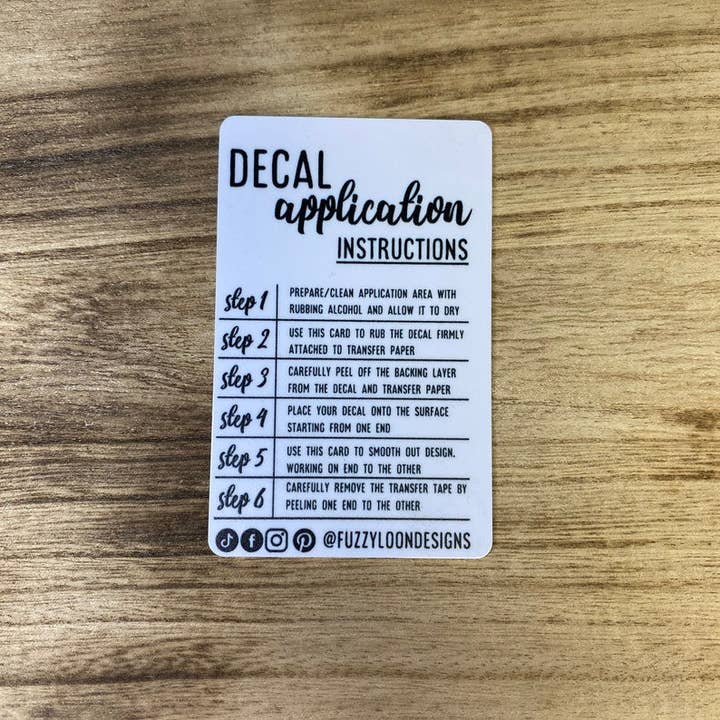 DECAL
application
INSTRUCTIONS
step 1
PREPARE/CLEAN APPLICATION AREA WITH
RUBBING ALCOHOL AND ALLOW IT TO DRY
step 2
USE THIS CARD TO RUB THE DECAL FIRMLY
ATTACHED TO TRANSFER PAPER
step 3
CAREFULLY PEEL OFF THE BACKING LAYER
FROM THE DECAL AND TRANSFER PAPER
step 4
PLACE YOUR DECAL ONTO THE SURFACE
STARTING FROM ONE END
step 5
USE THIS CARD TO SMOOTH OUT DESIGN.
WORKING ON END TO THE OTHER
step 6
CAREFULLY REMOVE THE TRANSFER TAPE BY
PEELING ONE END TO THE OTHER
@FUZZYLOONDESIGNS